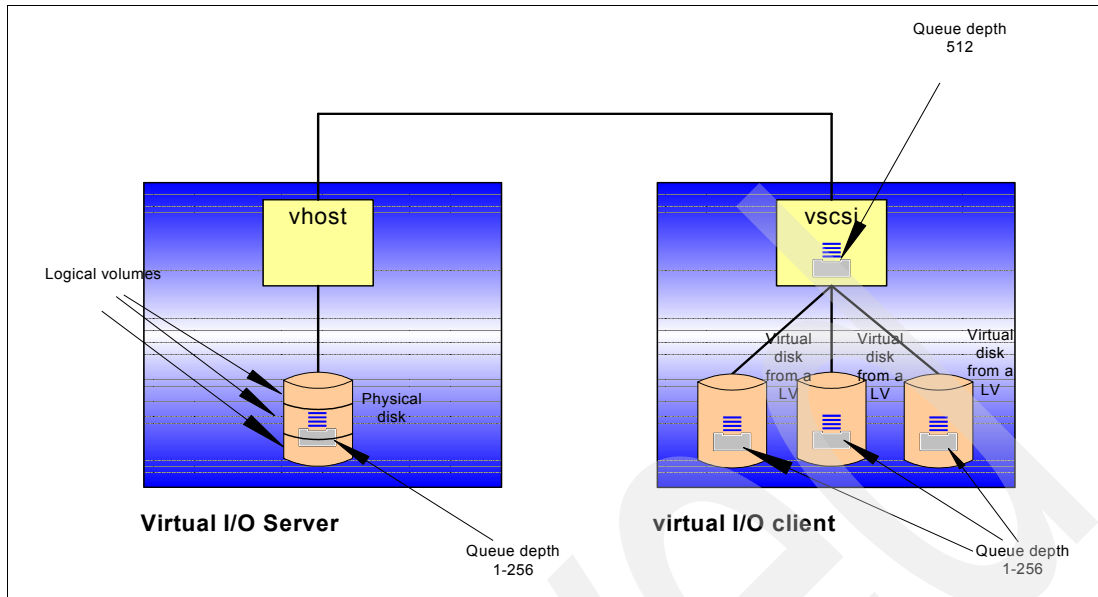 Queue depth
512
vhost
vscsi
Logical volumes
Physical
disk
Virtual
disk
from a
LV
Virtual
disk
from a
LV
Virtual
disk
from a
LV
Virtual I/O Server
virtual I/O client
Queue depth
1-256
Queue depth
1-256